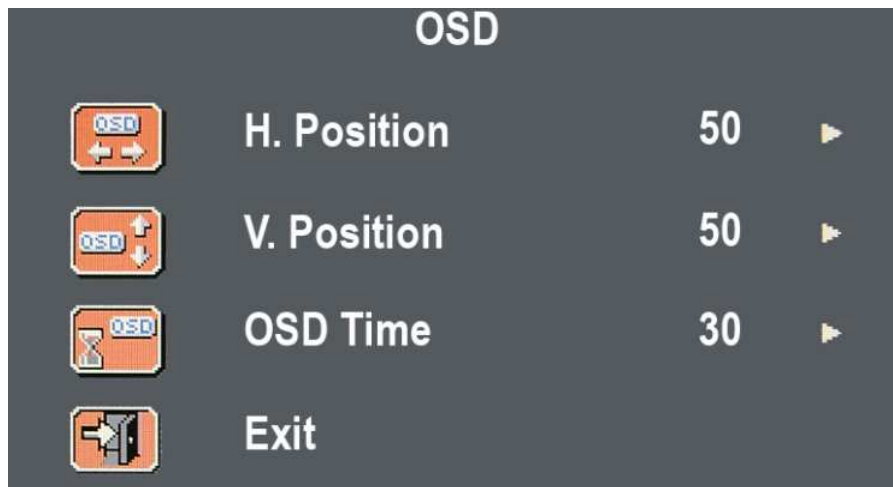 OSD
OSD H. Position 50
OSD V. Position 50
OSD OSD Time 30
Exit